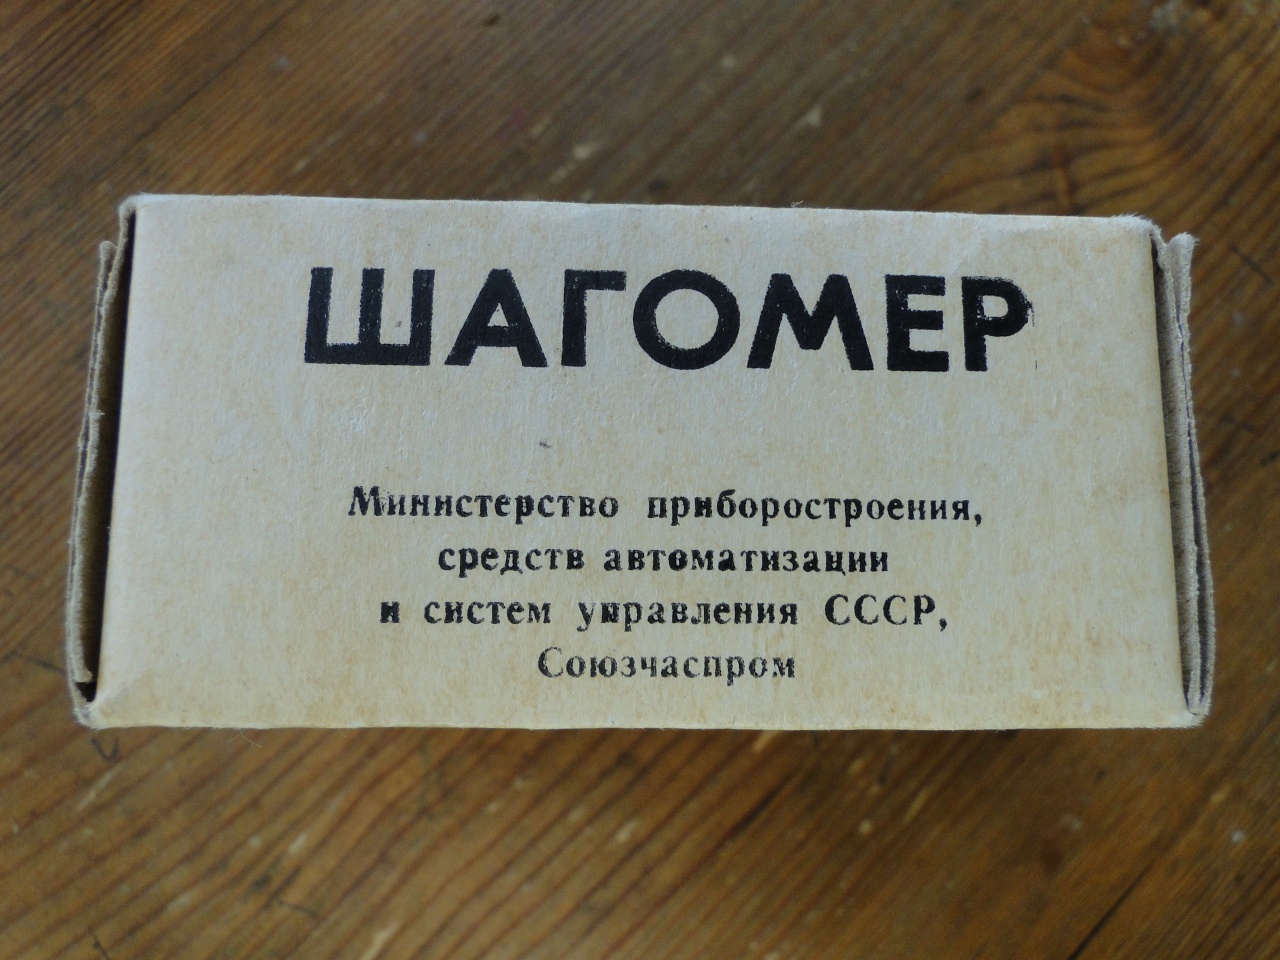 ШАГОМЕР
Министерство приборостроения,
средств автоматизации
и систем управления СССР,
Союзчаспром